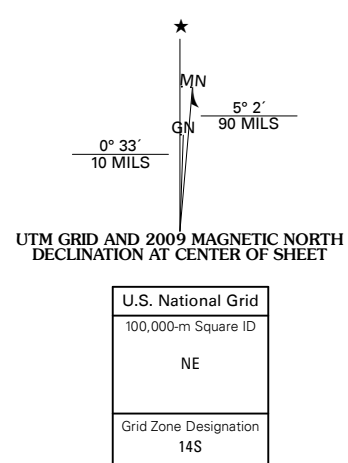 ★
MN
5° 2´
90 MILS
GN
0° 33´
10 MILS
UTM GRID AND 2009 MAGNETIC NORTH
DECLINATION AT CENTER OF SHEET
U.S. National Grid
100,000-m Square ID
NE
Grid Zone Designation
14S